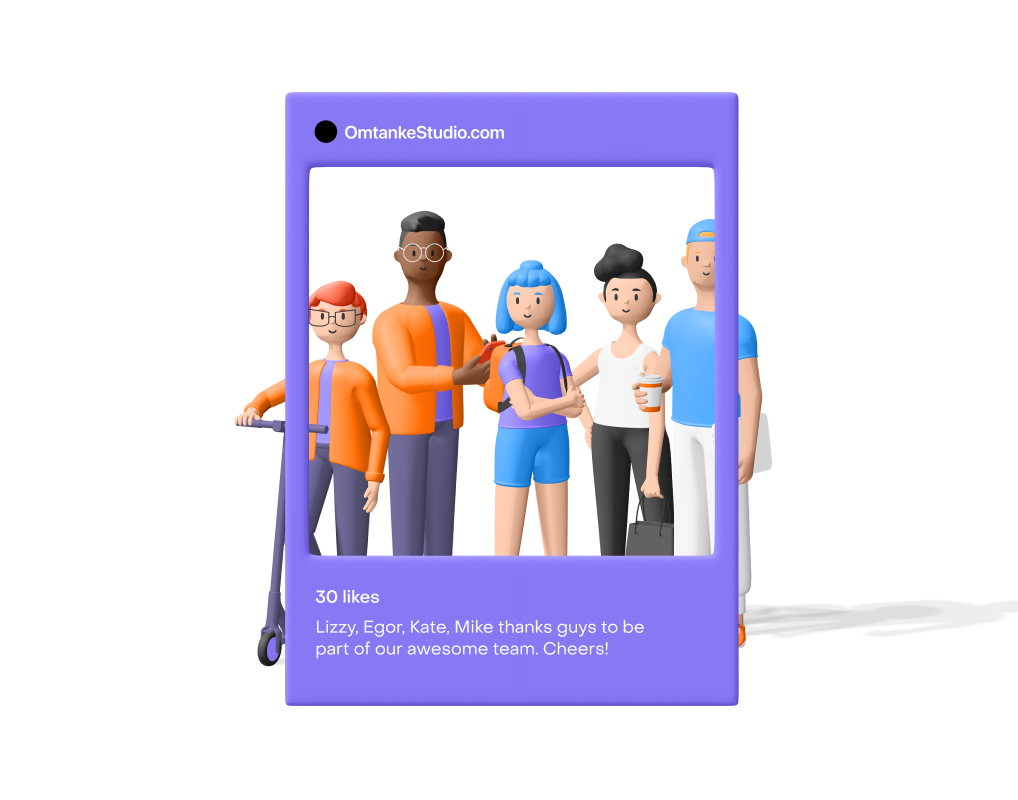 OmtankeStudio.com
30 likes
Lizzy, Egor, Kate, Mike thanks guys to be
part of our awesome team. Cheers!